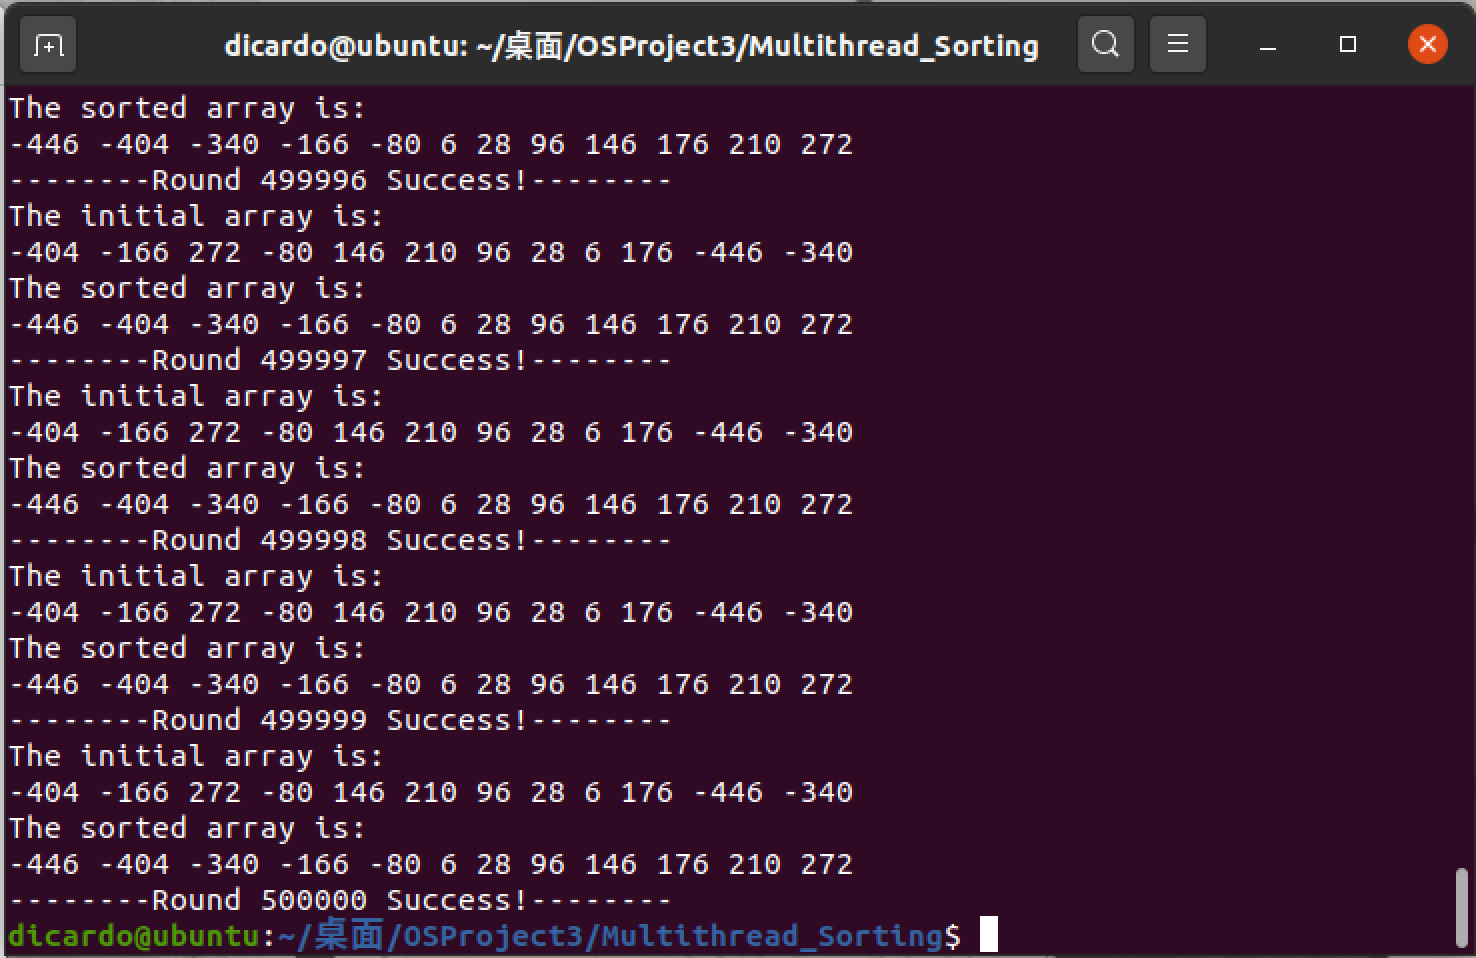 dicardo@ubuntu: ~/桌面/OSProject3/Multithread_Sorting
The sorted array is:
-446 -404 -340 -166 -80 6 28 96 146 176 210 272
--------Round 499996 Success!--------
The initial array is:
-404 -166 272 -80 146 210 96 28 6 176 -446 -340
The sorted array is:
-446 -404 -340 -166 -80 6 28 96 146 176 210 272
--------Round 499997 Success!--------
The initial array is:
-404 -166 272 -80 146 210 96 28 6 176 -446 -340
The sorted array is:
-446 -404 -340 -166 -80 6 28 96 146 176 210 272
--------Round 499998 Success!--------
The initial array is:
-404 -166 272 -80 146 210 96 28 6 176 -446 -340
The sorted array is:
-446 -404 -340 -166 -80 6 28 96 146 176 210 272
--------Round 499999 Success!--------
The initial array is:
-404 -166 272 -80 146 210 96 28 6 176 -446 -340
The sorted array is:
-446 -404 -340 -166 -80 6 28 96 146 176 210 272
--------Round 500000 Success!--------
dicardo@ubuntu:~/桌面/OSProject3/Multithread_Sorting$